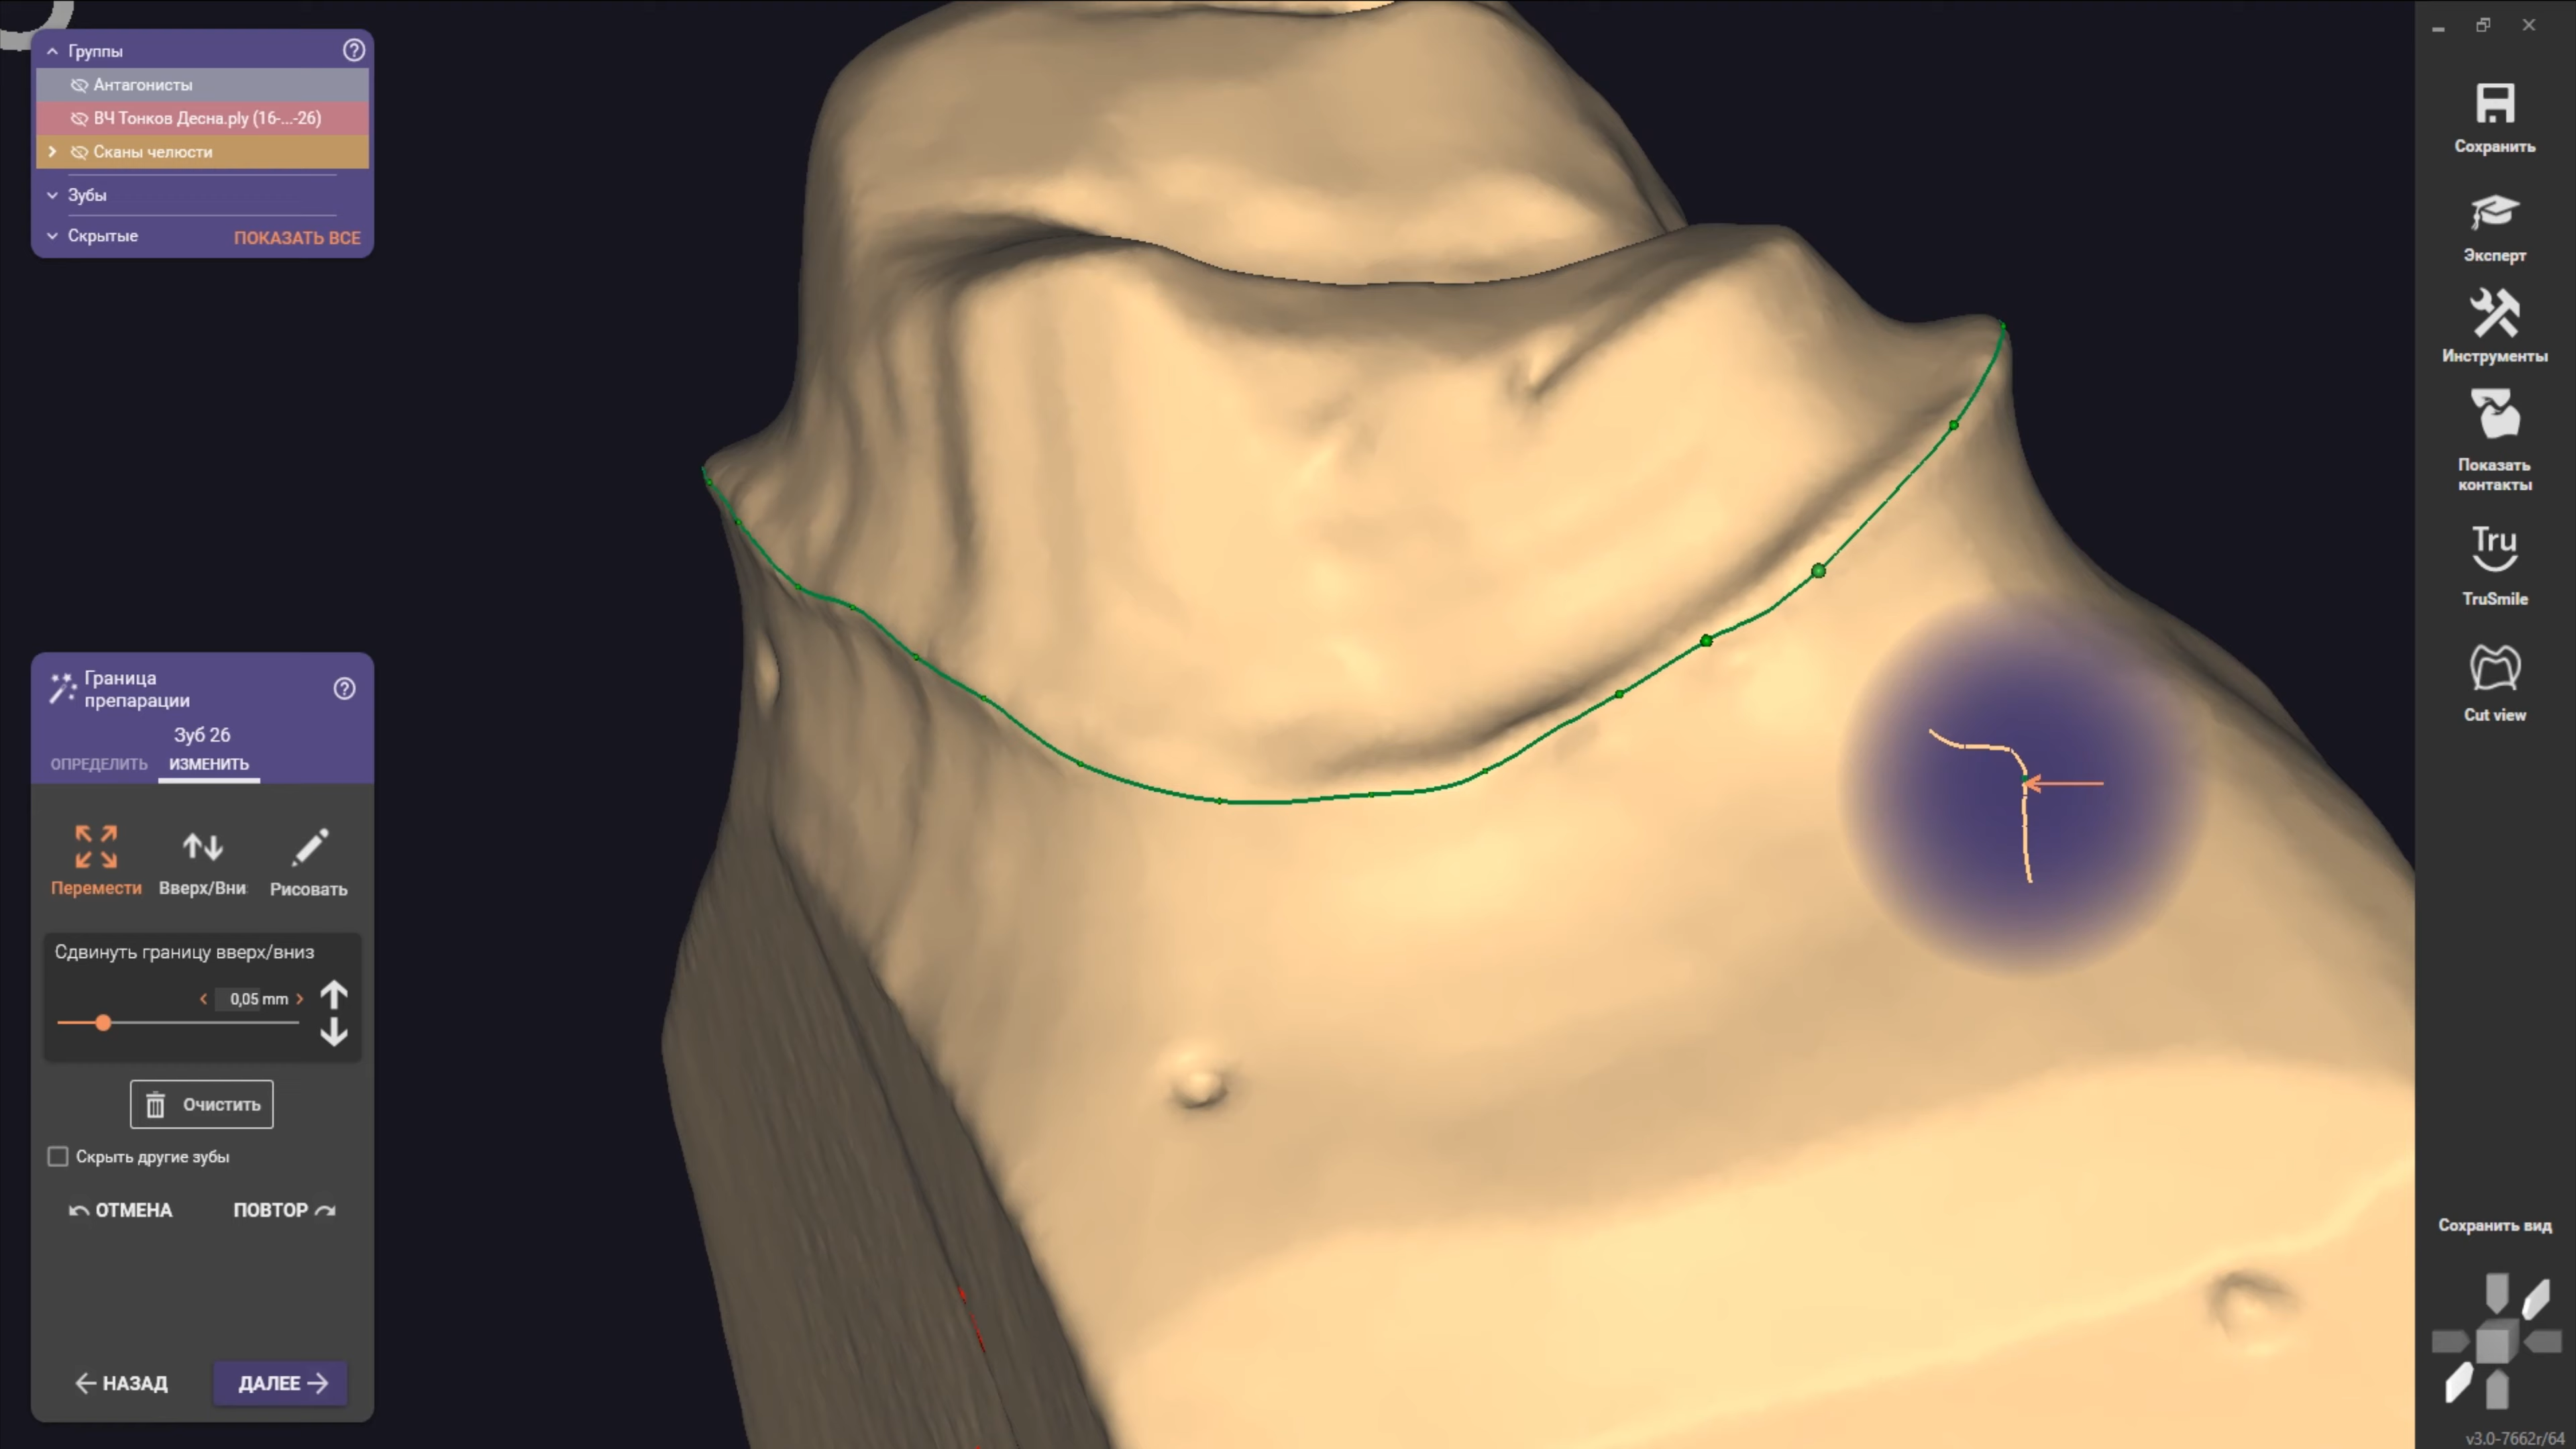 Группы
Антагонисты
ВЧ Тонков Десна.ply (16-...-26)
Сканы челюсти
Зубы
Скрытые
ПОКАЗАТЬ ВСЕ
Граница
препарации
Зуб 26
ОПРЕДЕЛИТЬ
ИЗМЕНИТЬ
Перемести
Вверх/Вни
Рисовать
Сдвинуть границу вверх/вниз
0,05 mm
Очистить
Скрыть другие зубы
ОТМЕНА
ПОВТОР
НАЗАД
ДАЛЕЕ
Сохранить
Эксперт
Инструменты
Показать
контакты
Tru
TruSmile
Cut view
Сохранить вид
v3.0-7662r/64